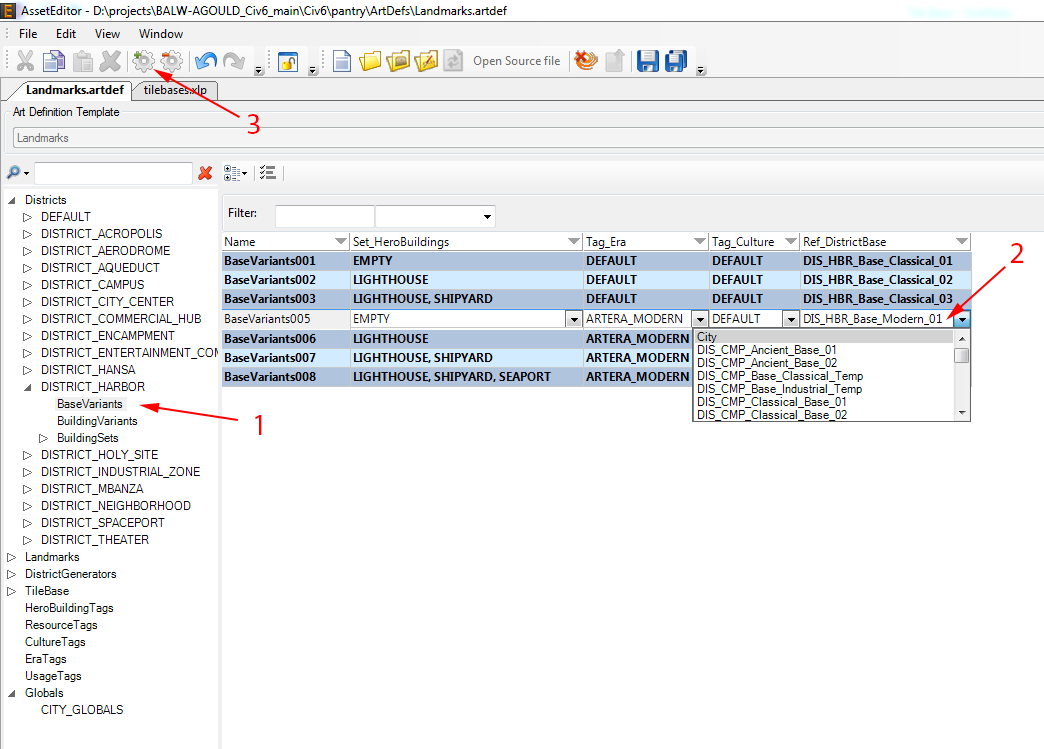 AssetEditor - D:\projects\BALW-AGOULD_Civ6_main\Civ6\pantry\ArtDefs\Landmarks.artdef
File Edit View Window
Open Source file
Landmarks.artdef tilebases.xlp
Art Definition Template
3
Landmarks
Districts
DEFAULT
DISTRICT_ACROPOLIS
DISTRICT_AERODROME
DISTRICT_AQUEDUCT
DISTRICT_CAMPUS
DISTRICT_CITY_CENTER
DISTRICT_COMMERCIAL_HUB
DISTRICT_ENCAMPMENT
DISTRICT_ENTERTAINMENT_COM
DISTRICT_HANSA
DISTRICT_HARBOR
BaseVariants
BuildingVariants
BuildingSets
DISTRICT_HOLY_SITE
DISTRICT_INDUSTRIAL_ZONE
DISTRICT_MBANZA
DISTRICT_NEIGHBORHOOD
DISTRICT_SPACEPORT
DISTRICT_THEATER
Landmarks
DistrictGenerators
TileBase
HeroBuildingTags
ResourceTags
CultureTags
EraTags
UsageTags
Globals
CITY_GLOBALS
1
Filter:
Name Set_HeroBuildings Tag_Era Tag_Culture Ref_DistrictBase
BaseVariants001 EMPTY DEFAULT DEFAULT DIS_HBR_Base_Classical_01
2
BaseVariants002 LIGHTHOUSE DEFAULT DEFAULT DIS_HBR_Base_Classical_02
BaseVariants003 LIGHTHOUSE, SHIPYARD DEFAULT DEFAULT DIS_HBR_Base_Classical_03
BaseVariants005 EMPTY ARTERA_MODERN DEFAULT DIS_HBR_Base_Modern_01
BaseVariants006 LIGHTHOUSE ARTERA_MODERN
BaseVariants007 LIGHTHOUSE, SHIPYARD ARTERA_MODERN
BaseVariants008 LIGHTHOUSE, SHIPYARD, SEAPORT ARTERA_MODERN
City
DIS_CMP_Ancient_Base_01
DIS_CMP_Ancient_Base_02
DIS_CMP_Base_Classical_Temp
DIS_CMP_Base_Industrial_Temp
DIS_CMP_Classical_Base_01
DIS_CMP_Classical_Base_02